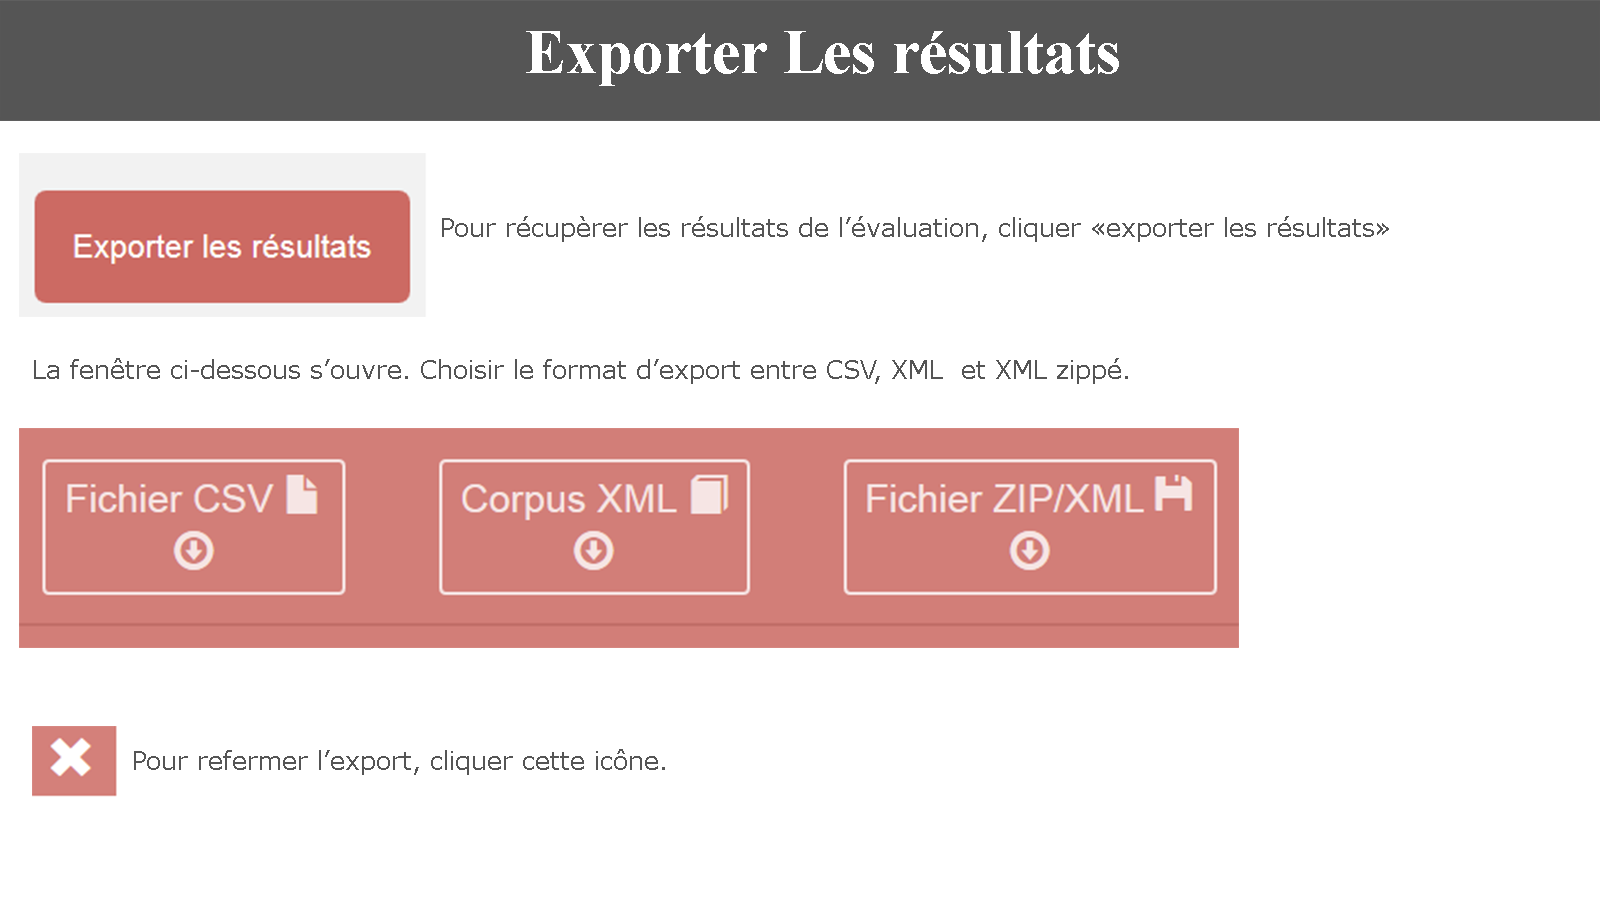 Exporter Les résultats
Exporter les résultats
Pour récupèrer les résultats de l’évaluation, cliquer «exporter les résultats»
La fenêtre ci-dessous s’ouvre. Choisir le format d’export entre CSV, XML  et XML zippé.
Fichier CSV
Corpus XML
Fichier ZIP/XML
Pour refermer l’export, cliquer cette icône.